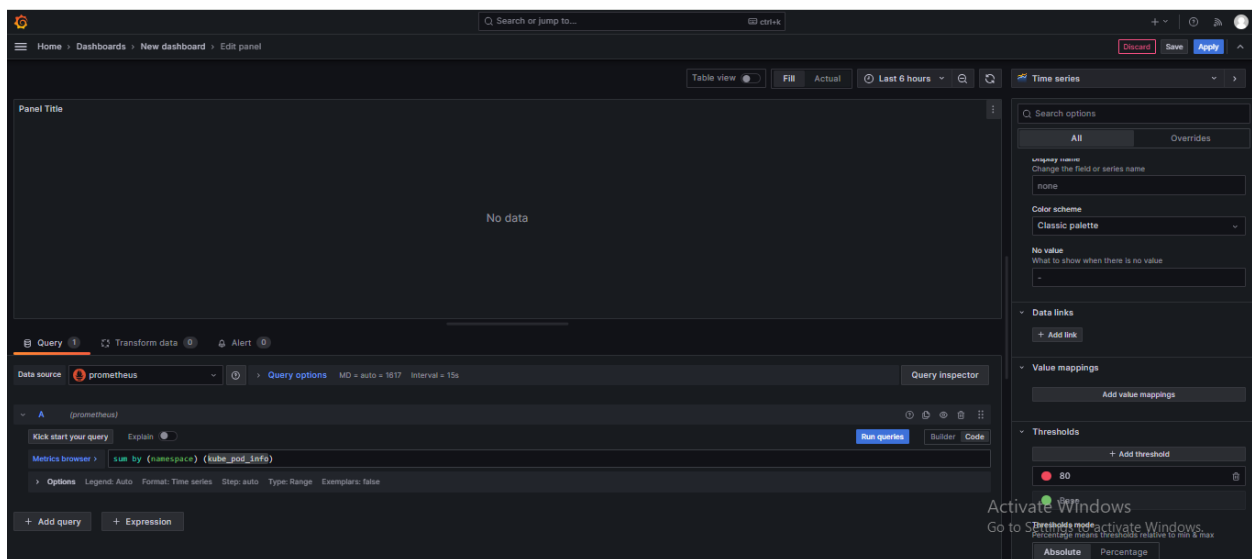 Search or jump to...
ctrl+k
Home › Dashboards › New dashboard › Edit panel
Discard
Save
Apply
Table view
Fill
Actual
Last 6 hours
Time series
Panel Title
No data
Search options
All
Overrides
Display name
Change the field or series name
none
Color scheme
Classic palette
No value
What to show when there is no value
-
Data links
+ Add link
Value mappings
Add value mappings
Thresholds
+ Add threshold
80
Base
Thresholds mode
Percentage means thresholds relative to min & max
Absolute
Percentage
Query 1
Transform data 0
Alert 0
Data source
prometheus
Query options
MD = auto = 1617
Interval = 15s
Query inspector
A
(prometheus)
Kick start your query
Explain
Run queries
Builder
Code
Metrics browser ›
sum by (namespace) (kube_pod_info)
Options Legend: Auto Format: Time series Step: auto Type: Range Exemplars: false
+ Add query
+ Expression
Activate Windows
Go to Settings to activate Windows.